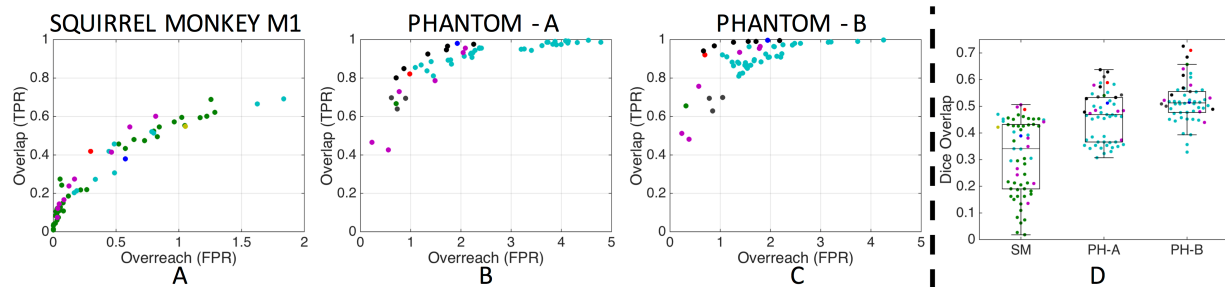 SQUIRREL MONKEY M1
Overlap (TPR)
1
0.8
0.6
0.4
0.2
0
0
0.5
1
1.5
2
Overreach (FPR)
A
PHANTOM - A
Overlap (TPR)
1
0.8
0.6
0.4
0.2
0
0
1
2
3
4
5
Overreach (FPR)
B
PHANTOM - B
Overlap (TPR)
1
0.8
0.6
0.4
0.2
0
0
1
2
3
4
5
Overreach (FPR)
C
Dice Overlap
0.7
0.6
0.5
0.4
0.3
0.2
0.1
0
SM
PH-A
PH-B
D